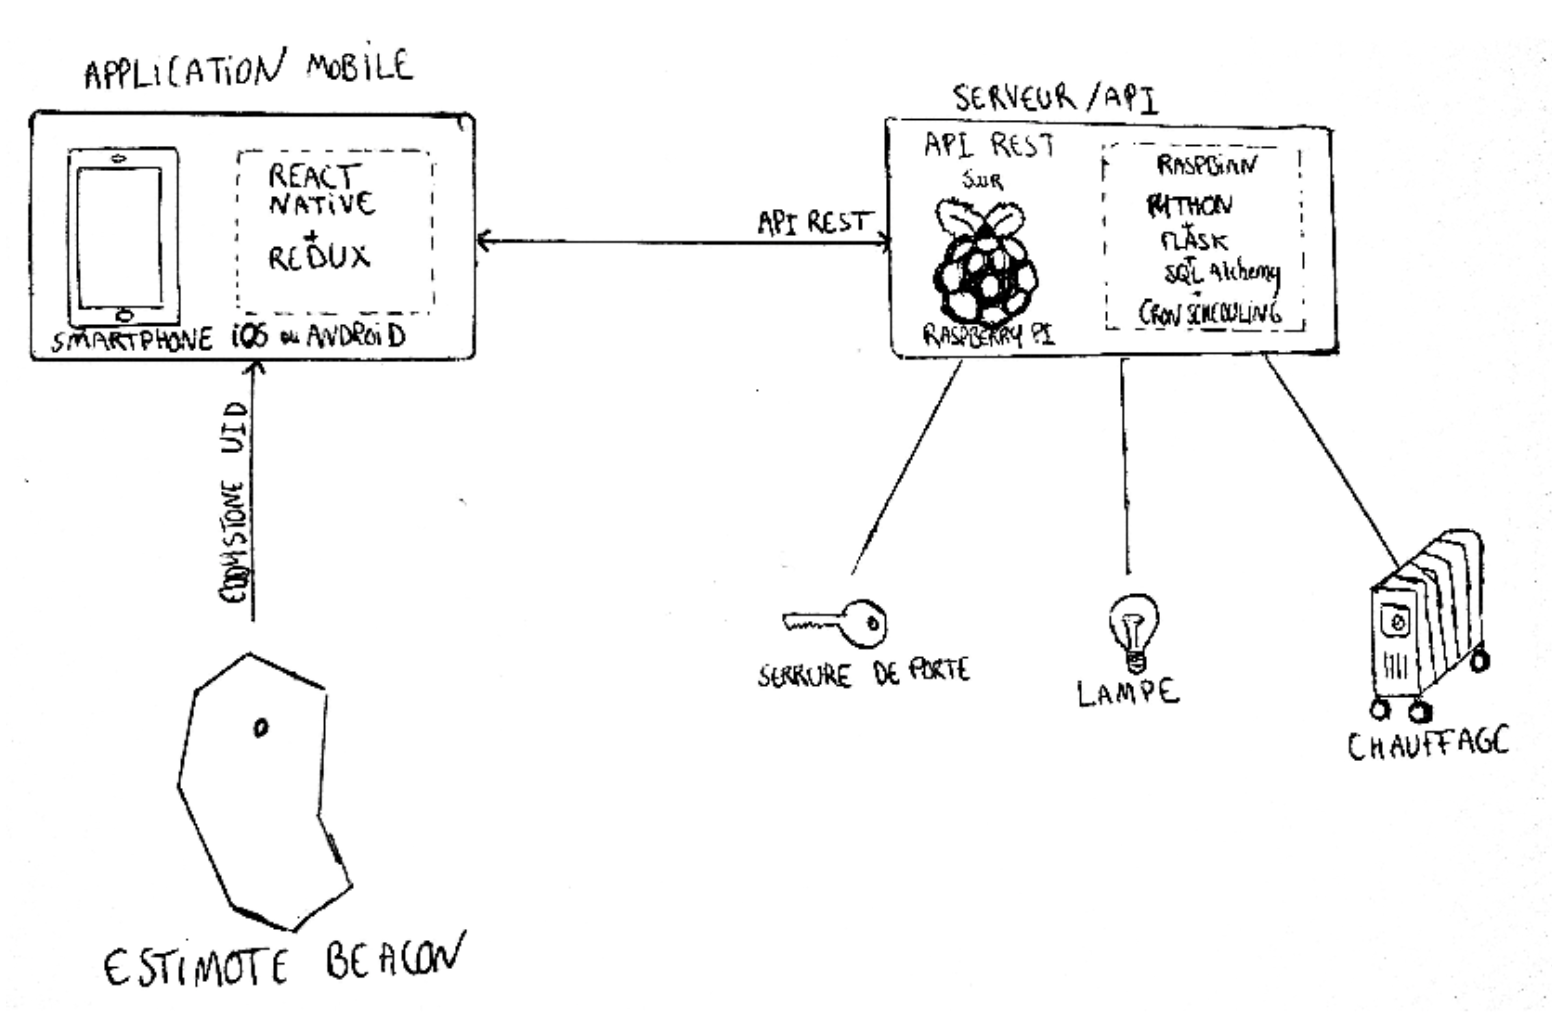 APPLICATION MOBILE
REACT
NATIVE
+
REDUX
SMARTPHONE iOS ou ANDROID
EDDYSTONE UID
ESTIMOTE BEACON
API REST
SERVEUR / API
API REST
SUR
RASPBERRY PI
RASPBIAN
PYTHON
+
FLASK
+
SQL Alchemy
+
CRON SCHEDULING
SERRURE DE PORTE
LAMPE
CHAUFFAGE